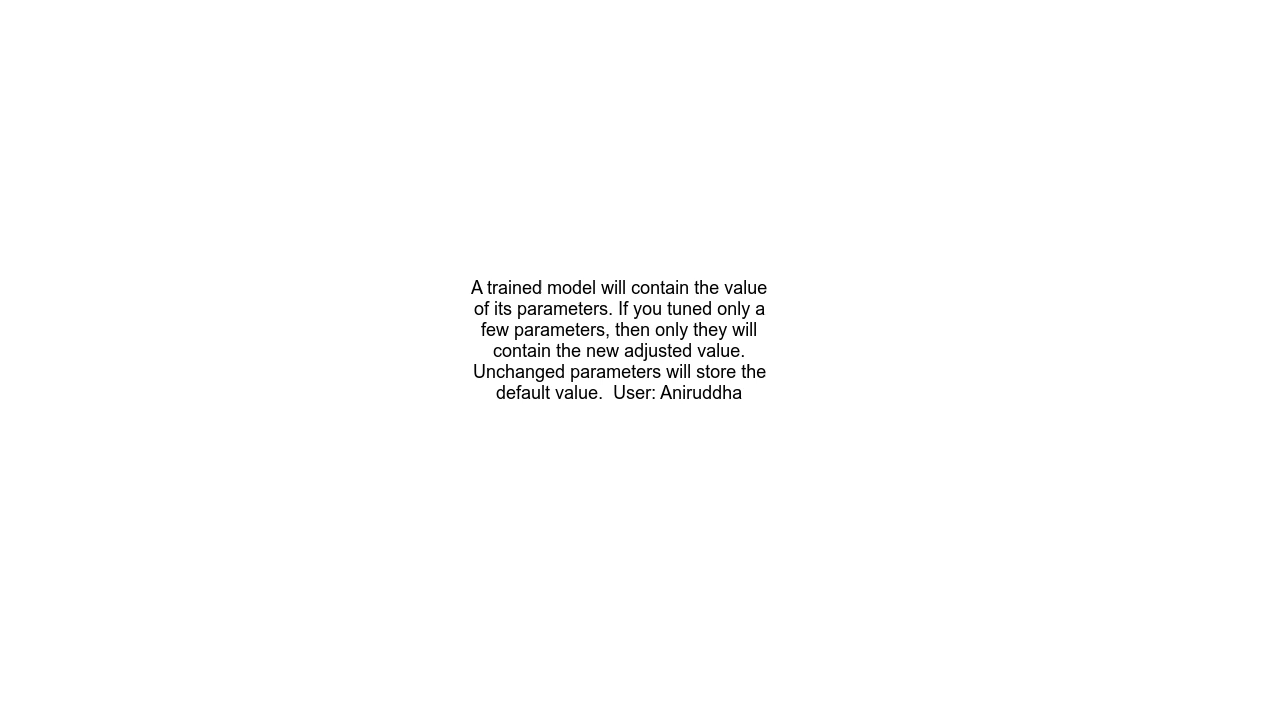 A trained model will contain the value
of its parameters. If you tuned only a
few parameters, then only they will
contain the new adjusted value.
Unchanged parameters will store the
default value.  User: Aniruddha